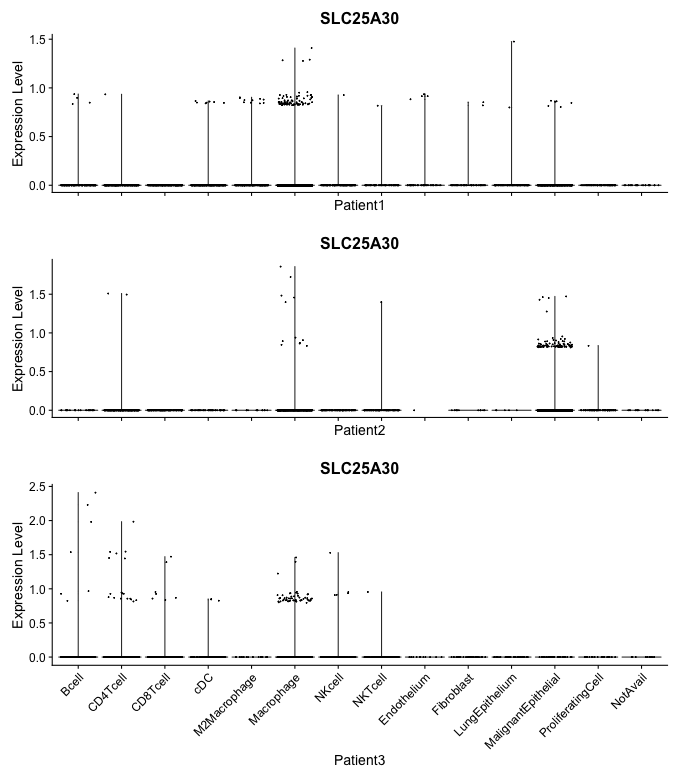 SLC25A30
Expression Level
1.5
1.0
0.5
0.0
Patient1
SLC25A30
Expression Level
1.5
1.0
0.5
0.0
Patient2
SLC25A30
Expression Level
2.5
2.0
1.5
1.0
0.5
0.0
Bcell
CD4Tcell
CD8Tcell
cDC
M2Macrophage
Macrophage
NKcell
NKTcell
Endothelium
Fibroblast
LungEpithelium
MalignantEpithelial
ProliferatingCell
NotAvail
Patient3